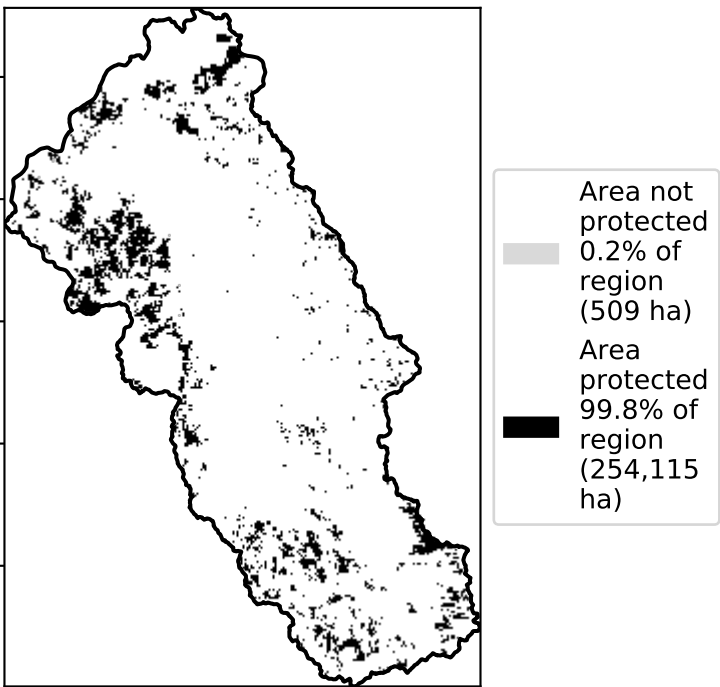 Area not
protected
0.2% of
region
(509 ha)
Area
protected
99.8% of
region
(254,115
ha)